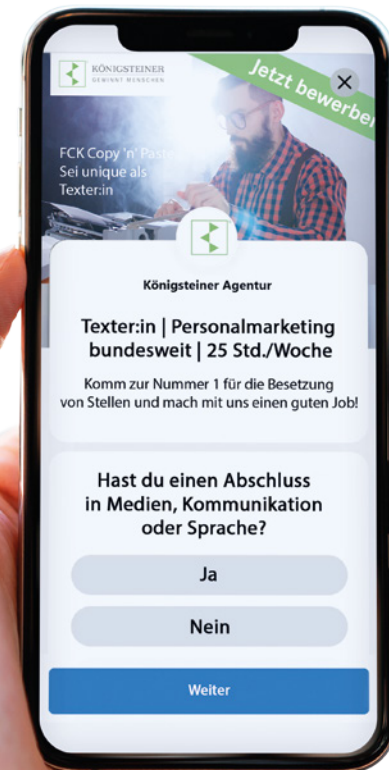 KÖNIGSTEINER
GEWINNT MENSCHEN
Jetzt bewerben
FCK Copy 'n' Paste
Sei unique als
Texter:in
Königsteiner Agentur
Texter:in | Personalmarketing
bundesweit | 25 Std./Woche
Komm zur Nummer 1 für die Besetzung
von Stellen und mach mit uns einen guten Job!
Hast du einen Abschluss
in Medien, Kommunikation
oder Sprache?
Ja
Nein
Weiter